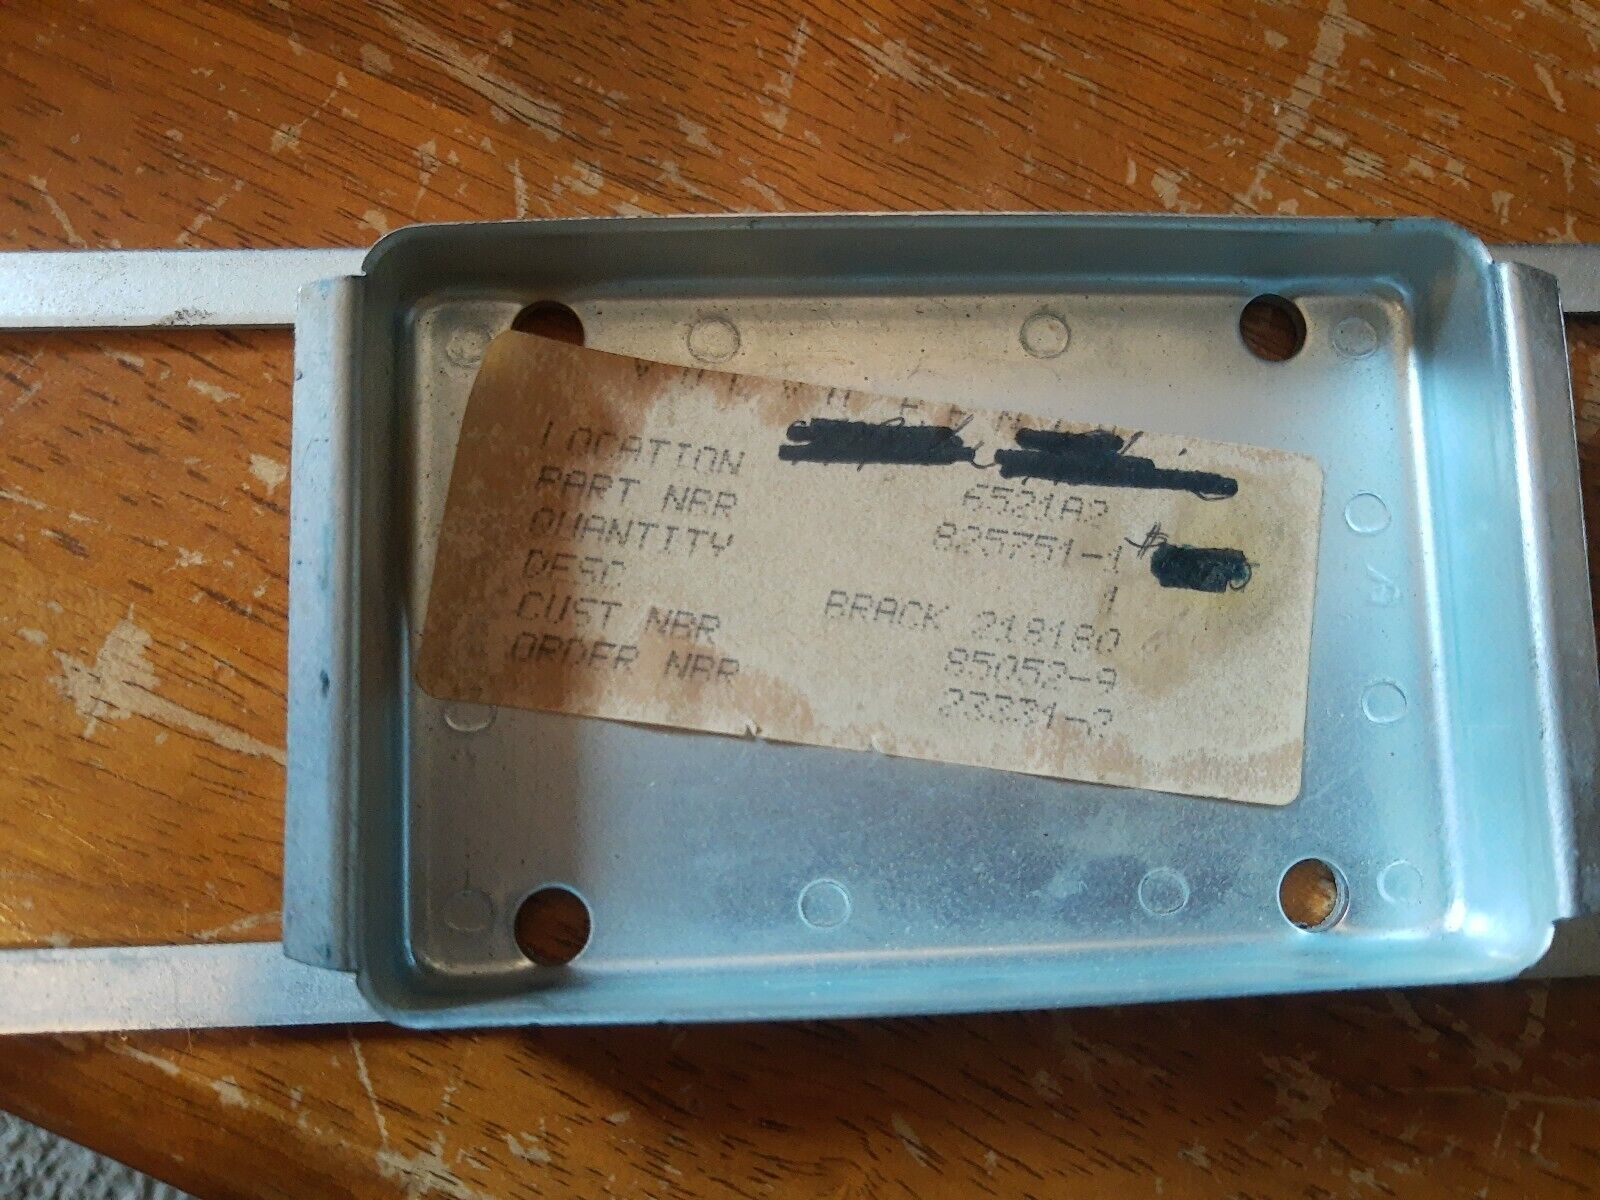 LOCATION 6521A2
PART NBR 825751-1 $
QUANTITY 1
DESC BRACK 218180
CUST NBR 85052-9
ORDER NBR